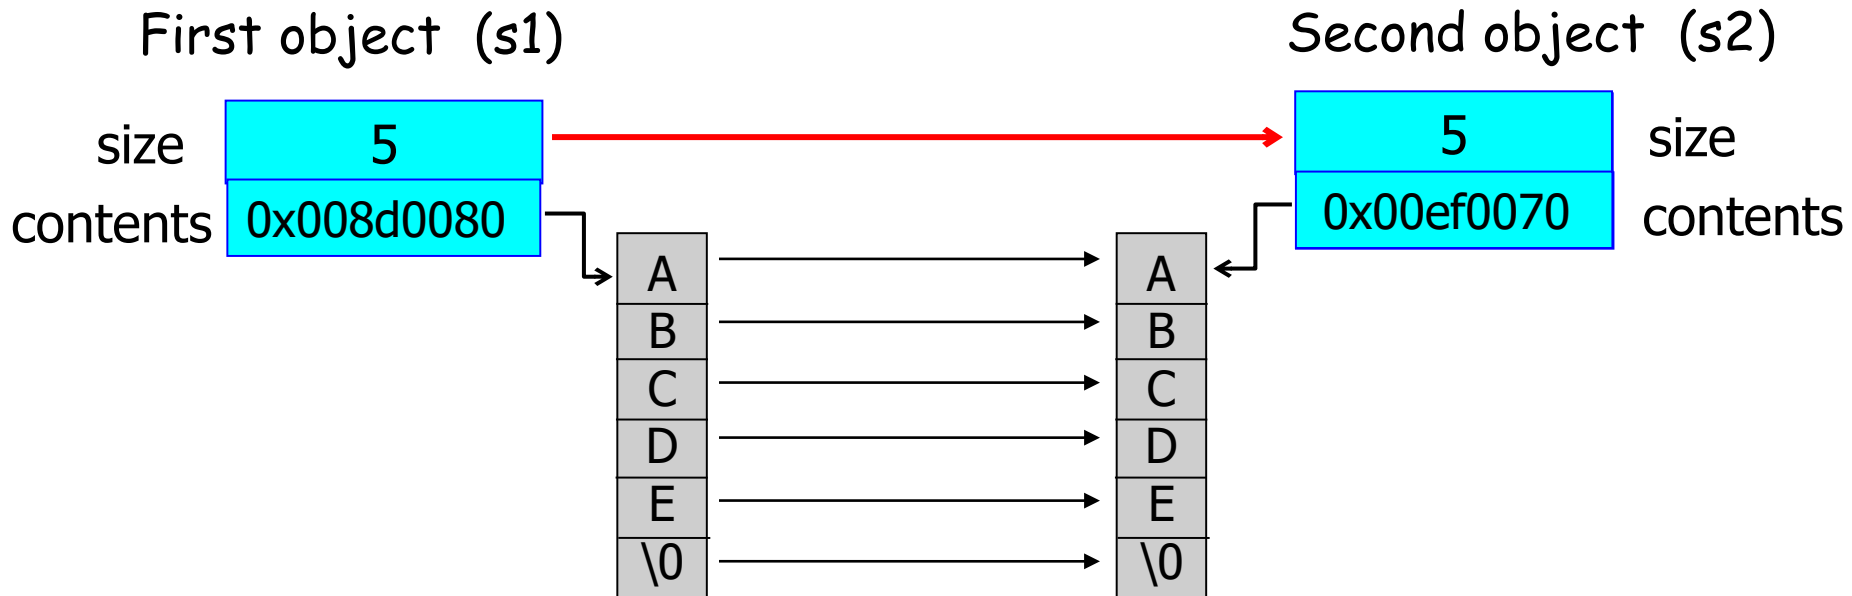 First object (s1)
Second object (s2)
size 5
5 size
contents 0x008d0080
0x00ef0070 contents
A A
B B
C C
D D
E E
\0 \0